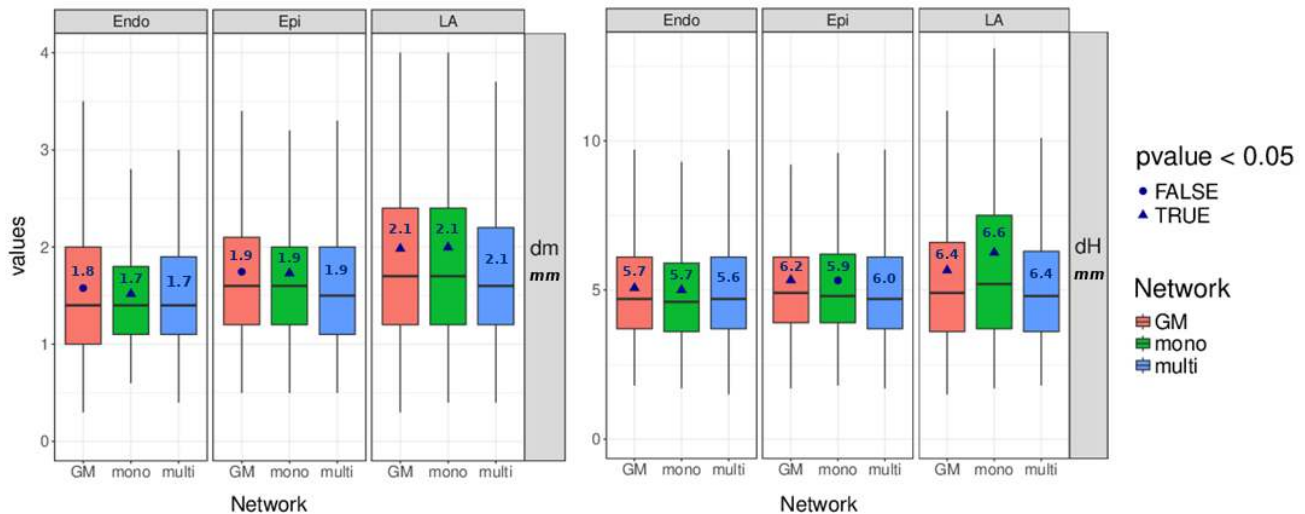 Endo Epi LA
Endo Epi LA
4
3
2
1
0
values
1.8 1.7 1.7
1.9 1.9 1.9
2.1 2.1 2.1
dm
mm
GM mono multi GM mono multi GM mono multi
Network
10
5
0
5.7 5.7 5.6
6.2 5.9 6.0
6.4 6.6 6.4
dH
mm
GM mono multi GM mono multi GM mono multi
Network
pvalue < 0.05
FALSE
TRUE
Network
GM
mono
multi